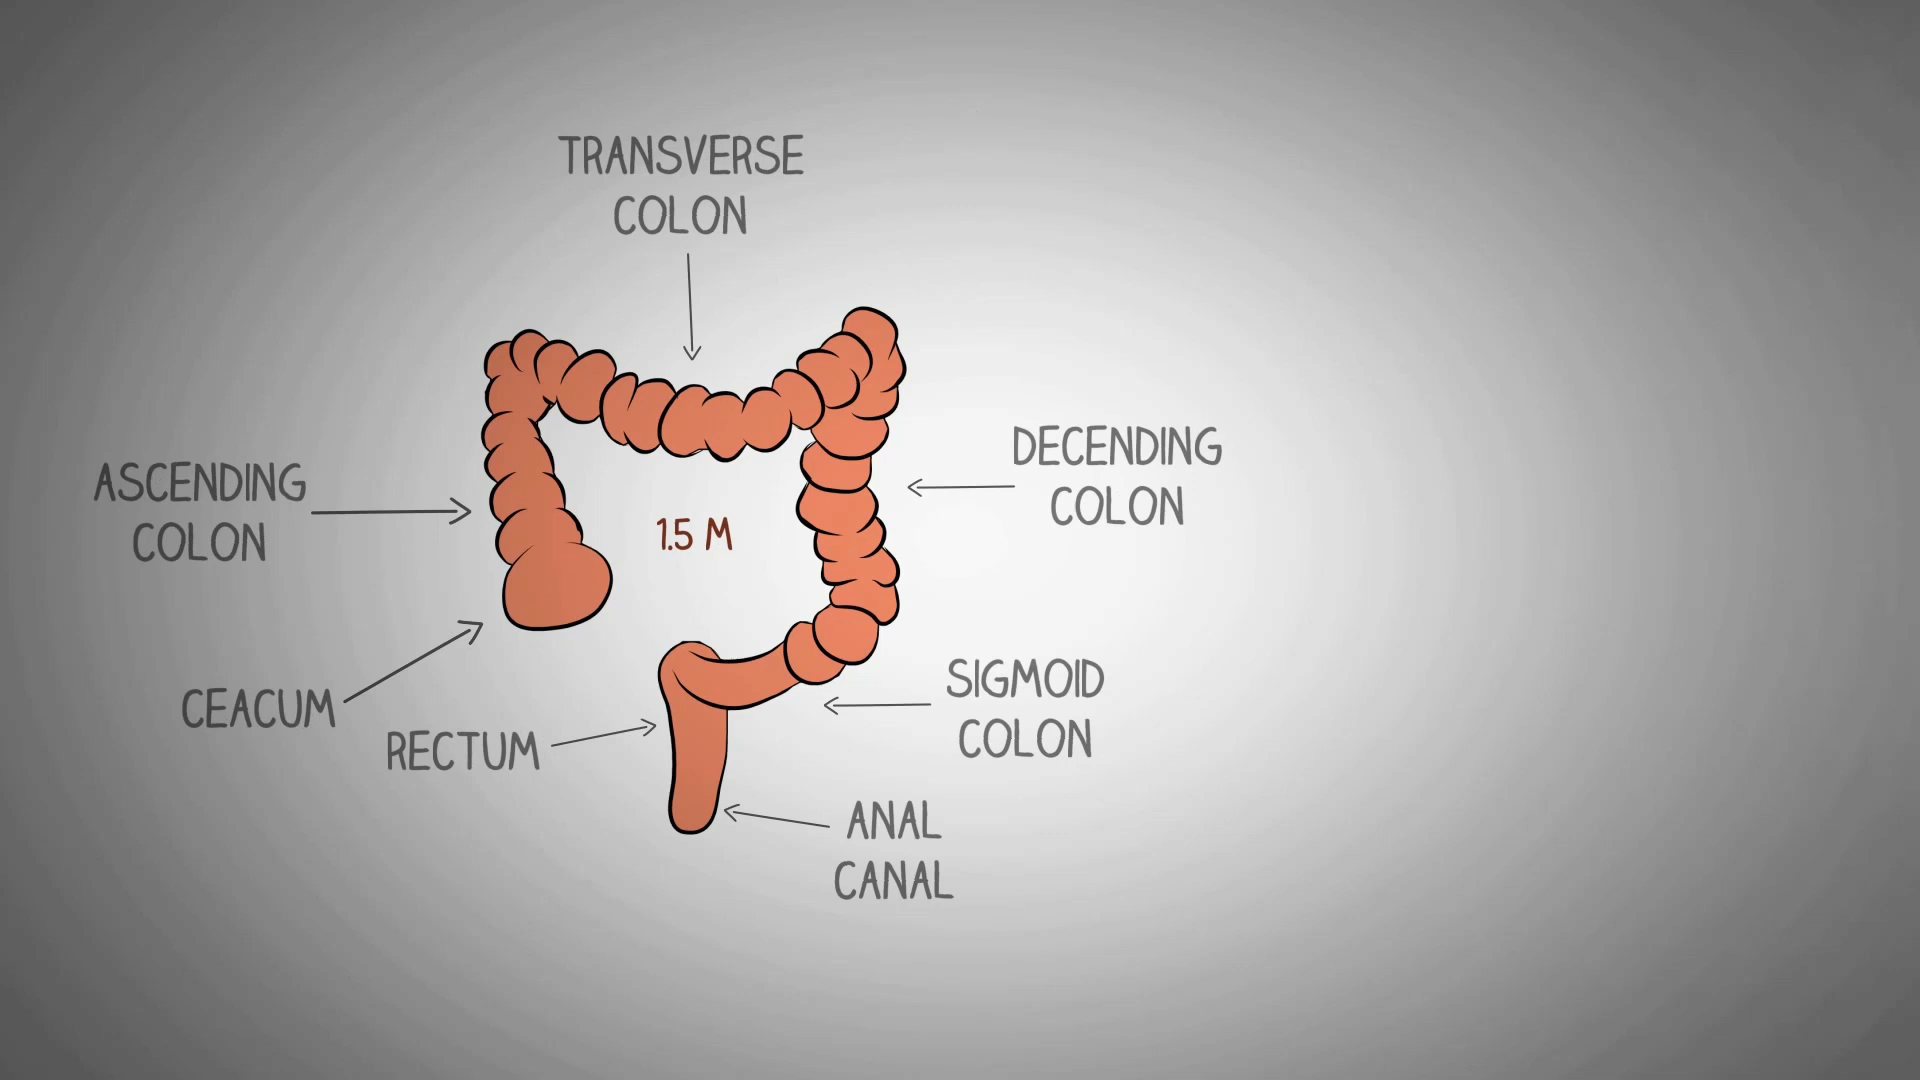 TRANSVERSE
COLON
ASCENDING
COLON
DECENDING
COLON
1.5 M
CEACUM
RECTUM
SIGMOID
COLON
ANAL
CANAL